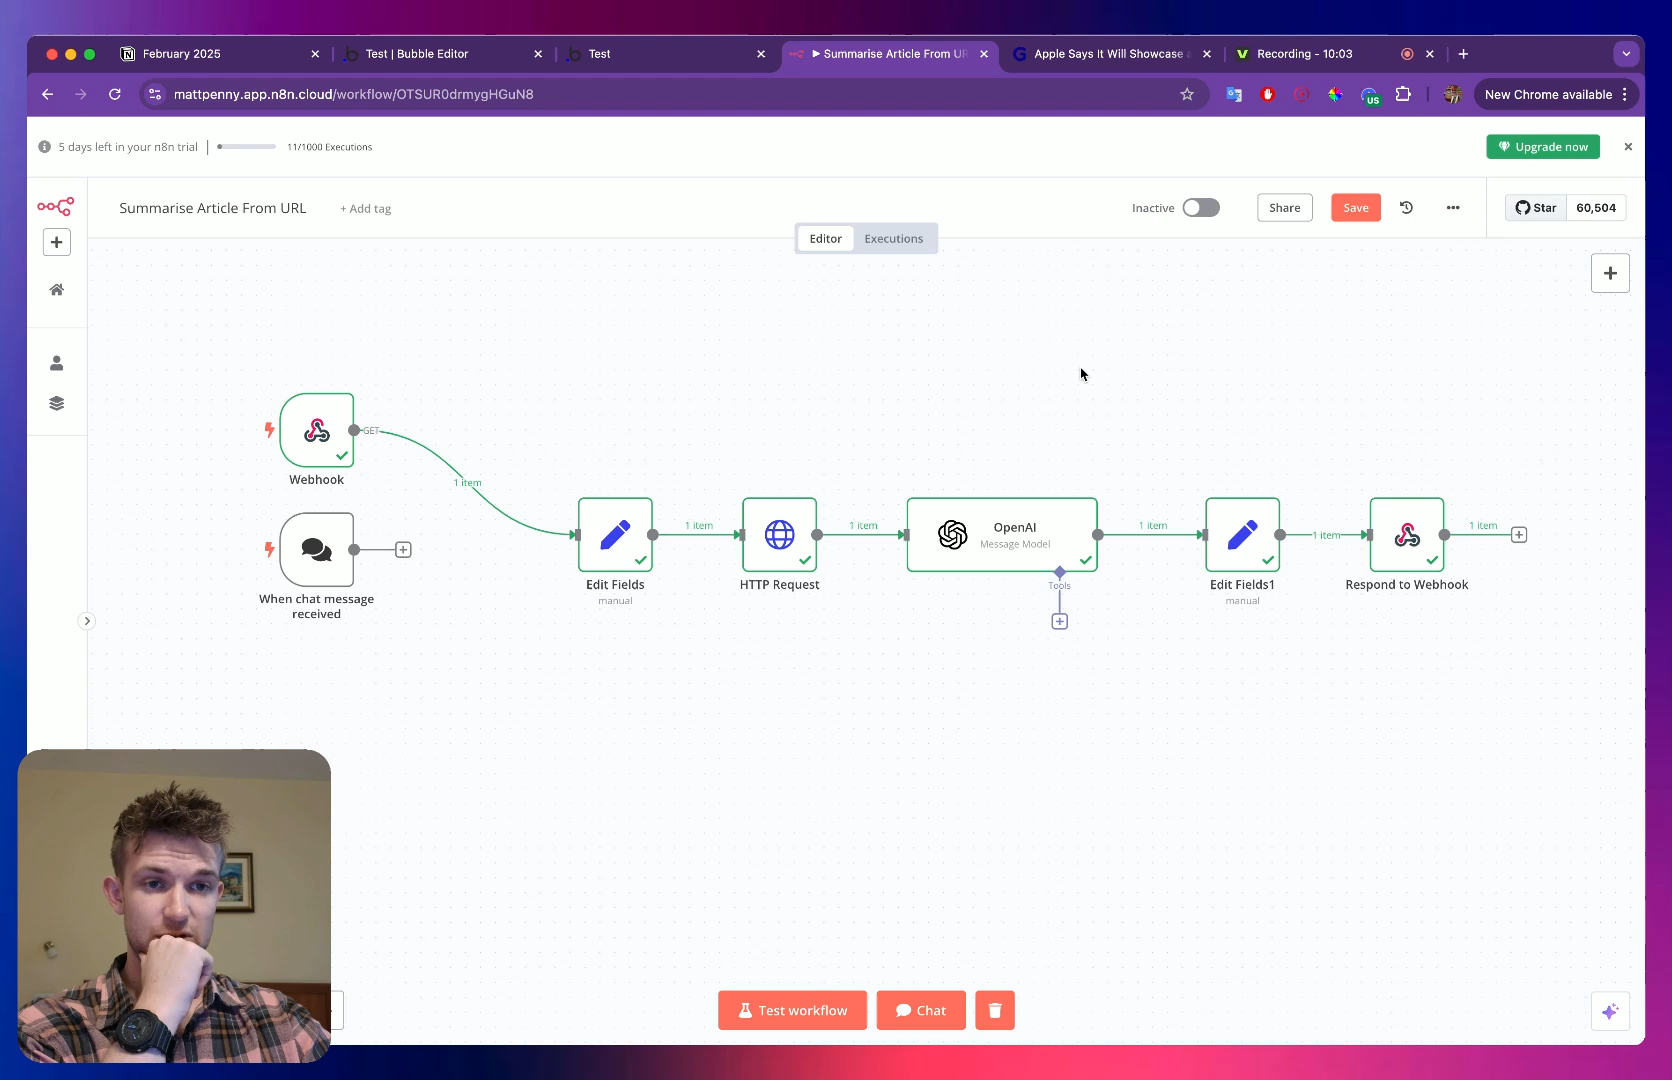 February 2025
Test | Bubble Editor
Test
Summarise Article From UR
Apple Says It Will Showcase
Recording - 10:03
mattpenny.app.n8n.cloud/workflow/OTSUR0drmygHGuN8
US
New Chrome available
5 days left in your n8n trial
11/1000 Executions
Upgrade now
Summarise Article From URL
+ Add tag
Inactive
Share
Save
Star
60,504
Editor
Executions
GET
Webhook
1 item
When chat message
received
Edit Fields
manual
1 item
HTTP Request
1 item
OpenAI
Message Model
Tools
1 item
Edit Fields1
manual
1 item
Respond to Webhook
1 item
Test workflow
Chat